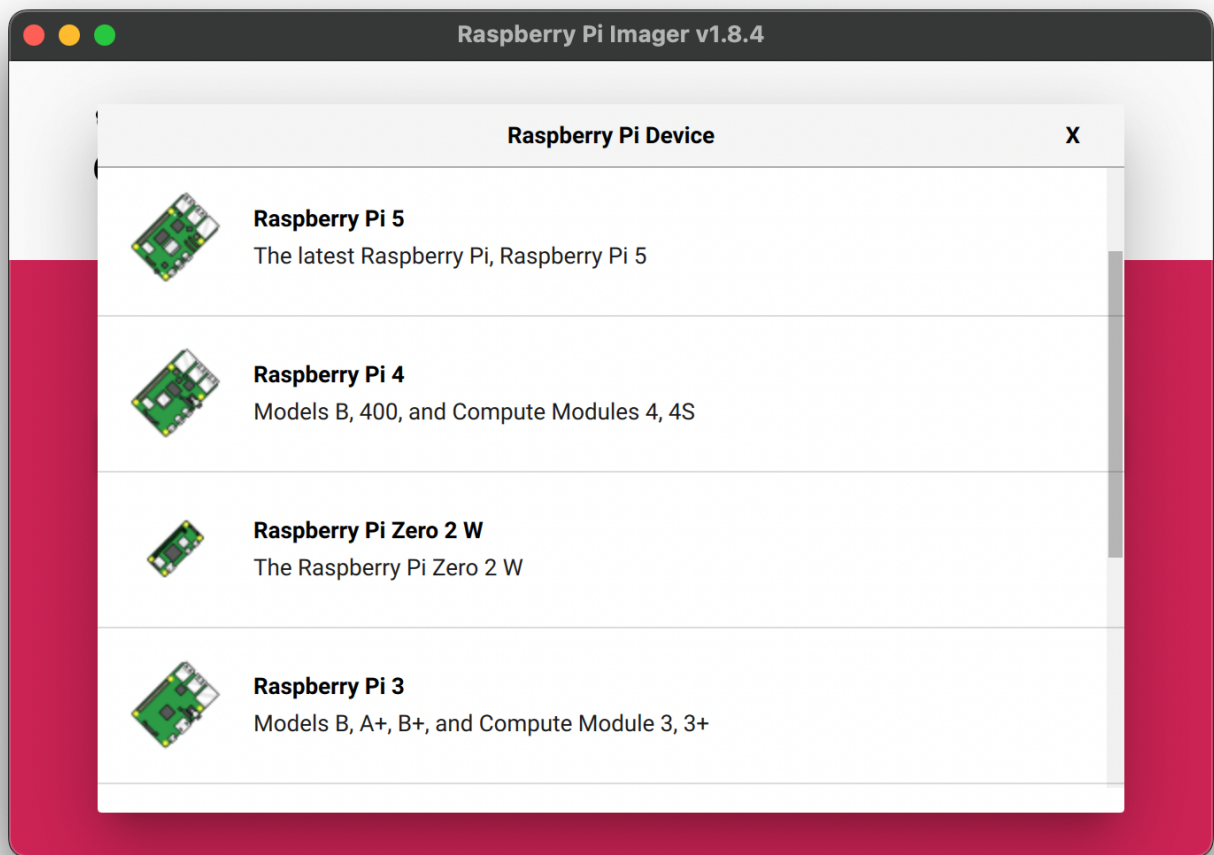 Raspberry Pi Imager v1.8.4
Raspberry Pi Device
X
Raspberry Pi 5
The latest Raspberry Pi, Raspberry Pi 5
Raspberry Pi 4
Models B, 400, and Compute Modules 4, 4S
Raspberry Pi Zero 2 W
The Raspberry Pi Zero 2 W
Raspberry Pi 3
Models B, A+, B+, and Compute Module 3, 3+